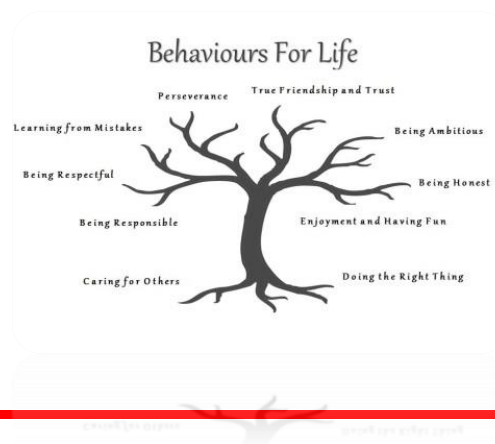 Behaviours For Life
Perseverance
True Friendship and Trust
Learning from Mistakes
Being Ambitious
Being Respectful
Being Honest
Being Responsible
Enjoyment and Having Fun
Caring for Others
Doing the Right Thing